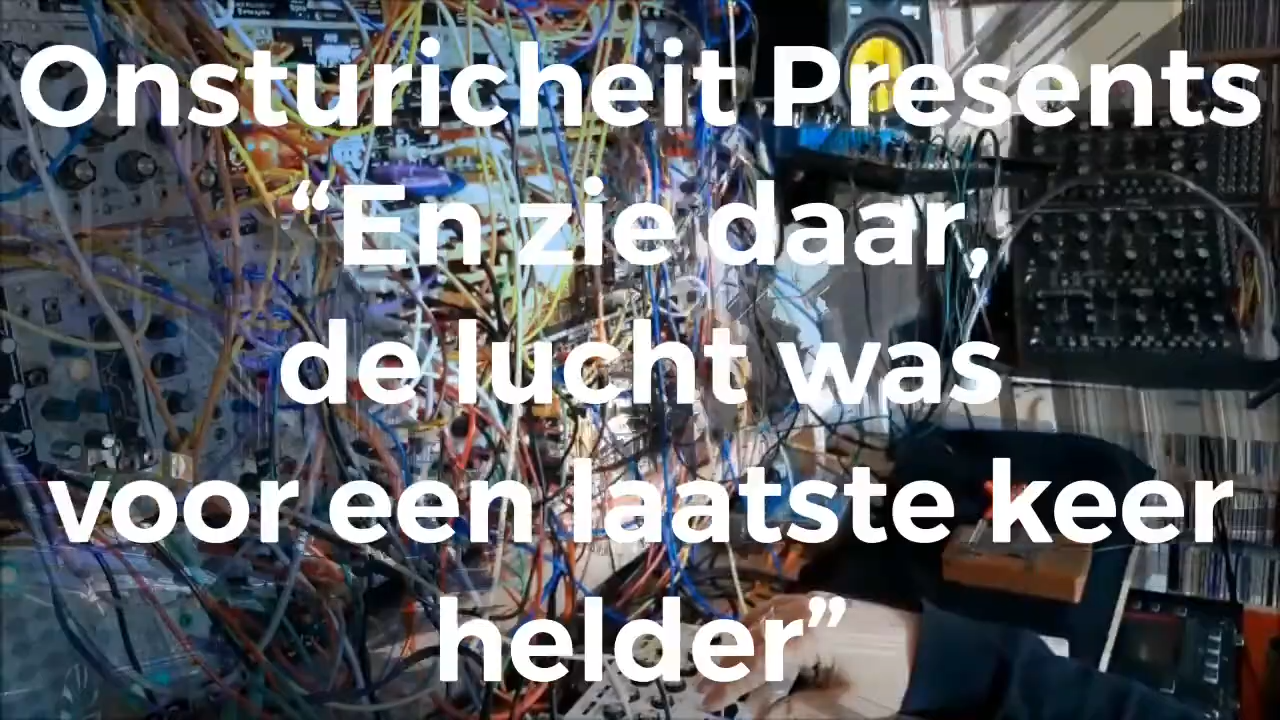 Onsturicheit Presents
“En zie daar,
de lucht was
voor een laatste keer
helder”